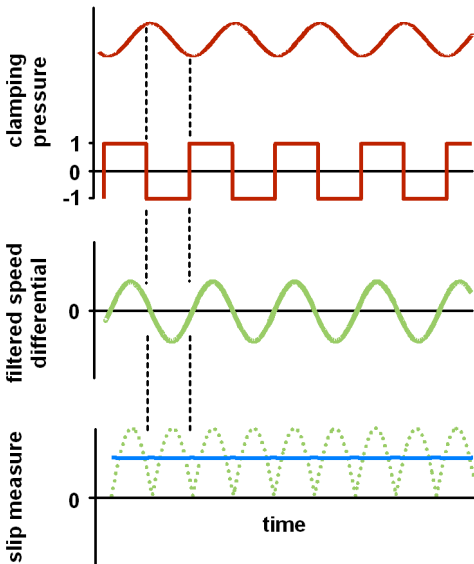 clamping
pressure
1
0
-1
filtered speed
differential
0
slip measure
0
time